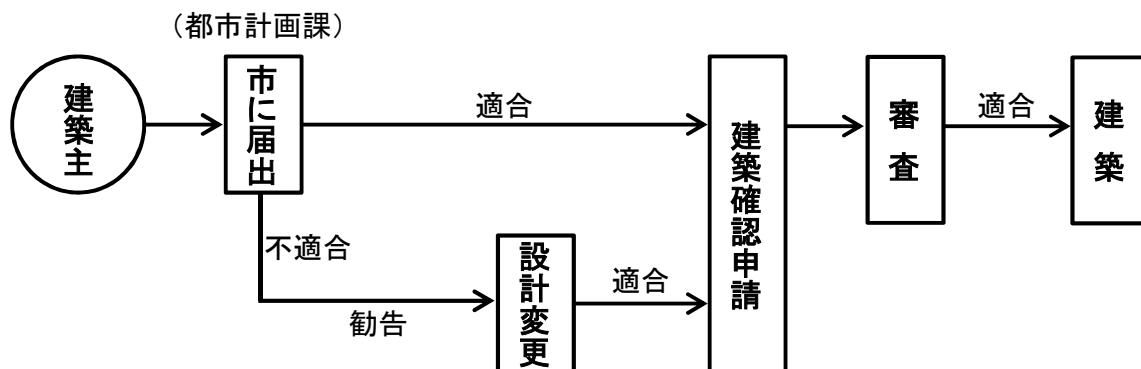 （都市計画課）
建築主
市に届出
適合
建築確認申請
審査
適合
建築
不適合
勧告
設計変更
適合